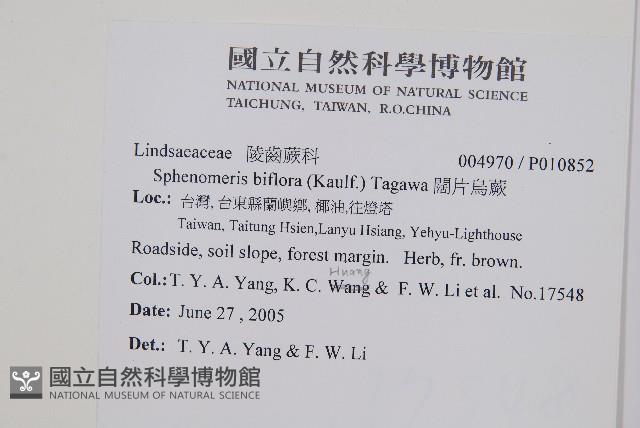 國立自然科學博物館
NATIONAL MUSEUM OF NATURAL SCIENCE
TAICHUNG, TAIWAN, R.O.CHINA
Lindsaeaceae 陵齒蕨科 004970 / P010852
Sphenomeris biflora (Kaulf.) Tagawa 闊片烏蕨
Loc.: 台灣, 台東縣蘭嶼鄉, 椰油,往燈塔
Taiwan, Taitung Hsien,Lanyu Hsiang, Yehyu-Lighthouse
Roadside, soil slope, forest margin. Herb, fr. brown.
Huang
Col.: T. Y. A. Yang, K. C. Wang & F. W. Li et al. No.17548
Date: June 27 , 2005
Det.: T. Y. A. Yang & F. W. Li
國立自然科學博物館
NATIONAL MUSEUM OF NATURAL SCIENCE